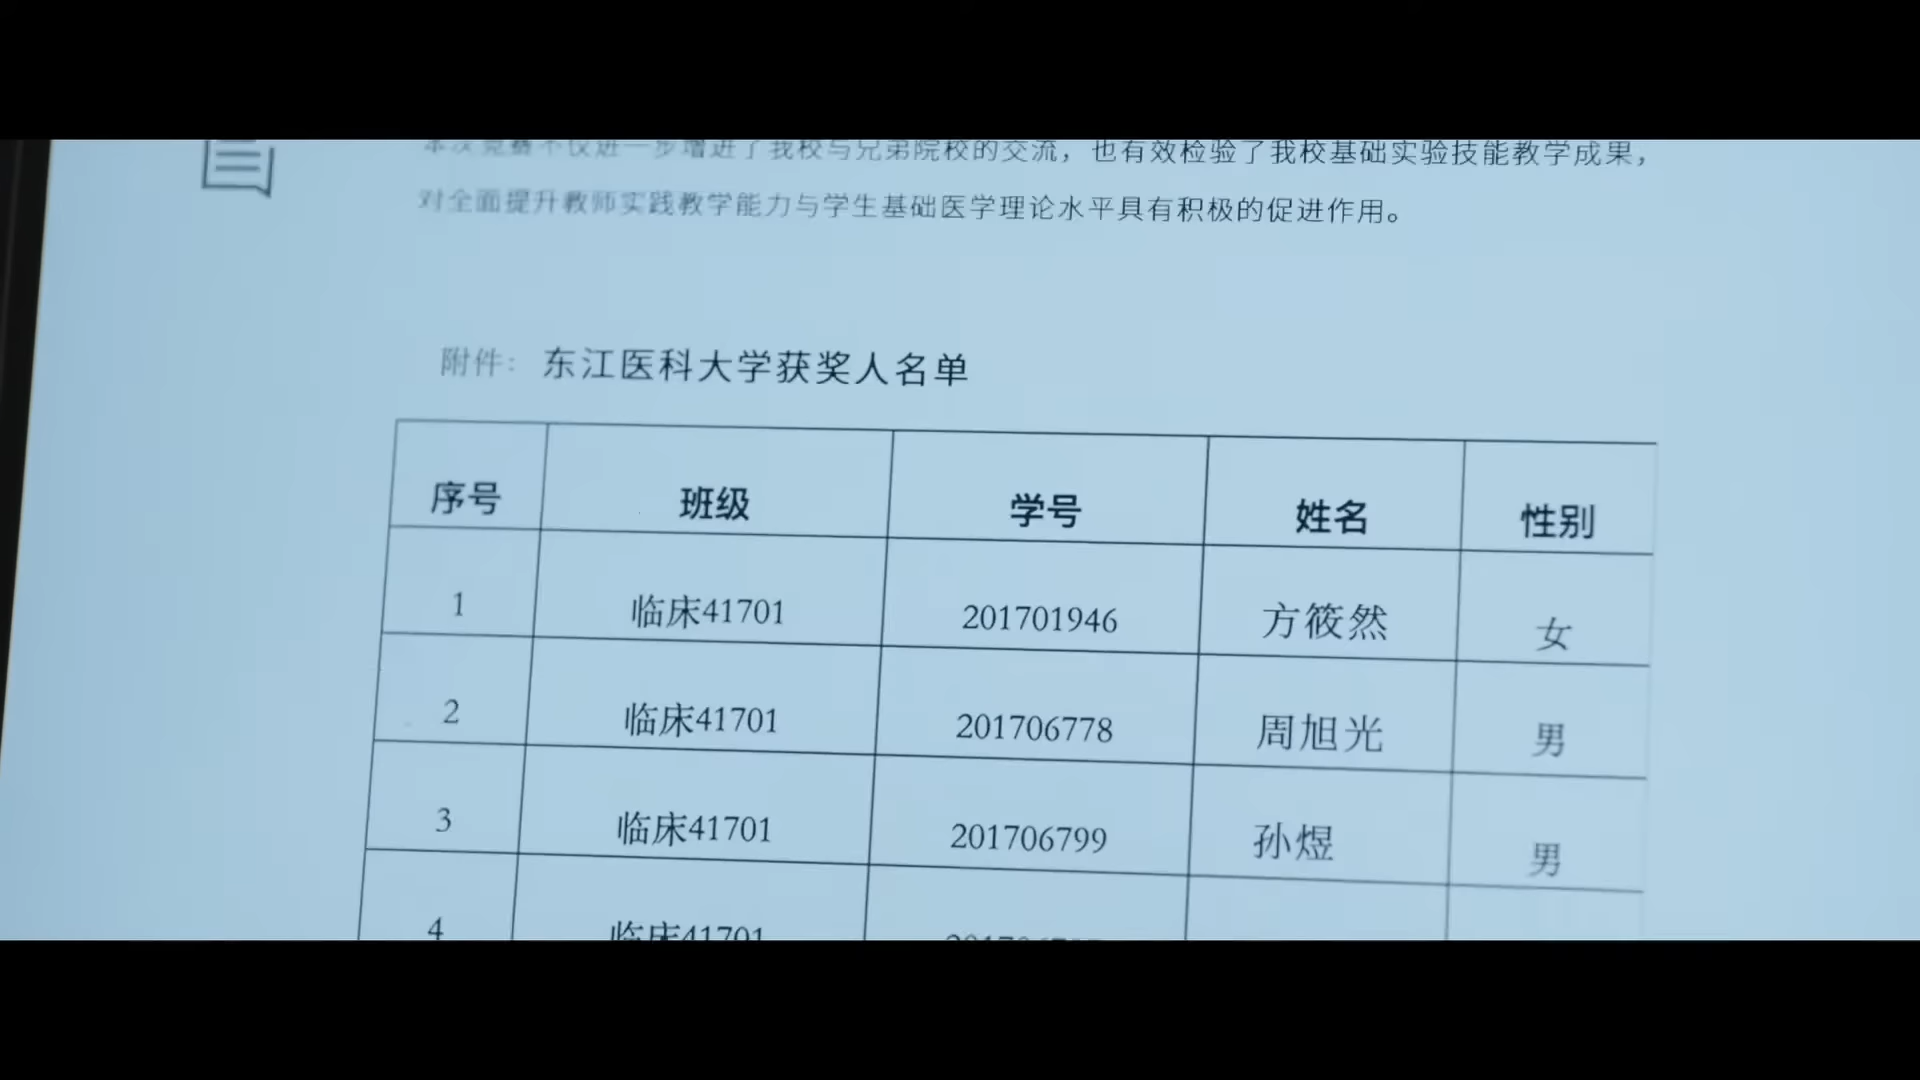 本次竞赛不仅进一步增进了我校与兄弟院校的交流，也有效检验了我校基础实验技能教学成果，
对全面提升教师实践教学能力与学生基础医学理论水平具有积极的促进作用。
附件：东江医科大学获奖人名单
序号 班级 学号 姓名 性别
1 临床41701 201701946 方筱然 女
2 临床41701 201706778 周旭光 男
3 临床41701 201706799 孙煜 男
4 临床41701